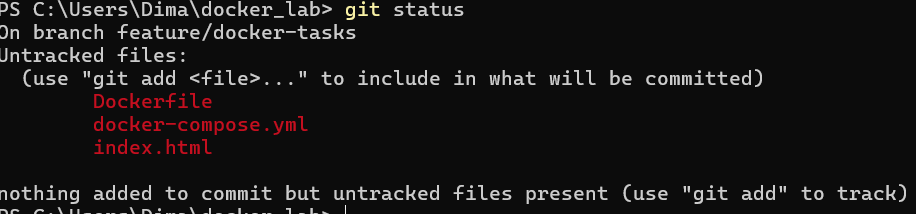 PS C:\Users\Dima\docker_lab> git status
On branch feature/docker-tasks
Untracked files:
  (use "git add <file>..." to include in what will be committed)
        Dockerfile
        docker-compose.yml
        index.html

nothing added to commit but untracked files present (use "git add" to track)
PS C:\Users\Dima\docker_lab>